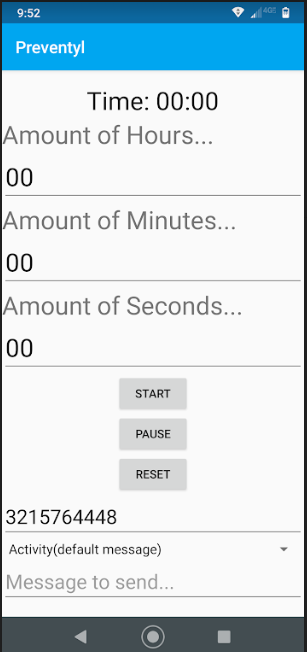 9:52
4GE
Preventyl
Time: 00:00
Amount of Hours...
00
Amount of Minutes...
00
Amount of Seconds...
00
START
PAUSE
RESET
3215764448
Activity(default message)
Message to send...